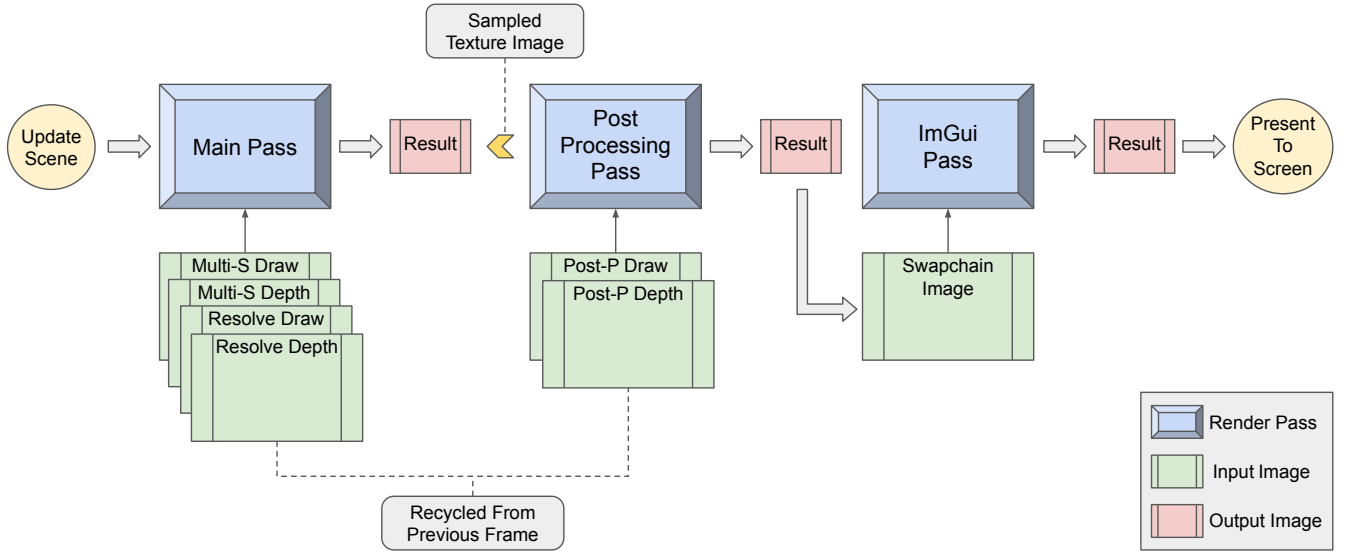 Sampled
Texture Image
Update
Scene
Main Pass
Result
Post
Processing
Pass
Result
ImGui
Pass
Result
Present
To
Screen
Multi-S Draw
Multi-S Depth
Resolve Draw
Resolve Depth
Post-P Draw
Post-P Depth
Swapchain
Image
Recycled From
Previous Frame
Render Pass
Input Image
Output Image